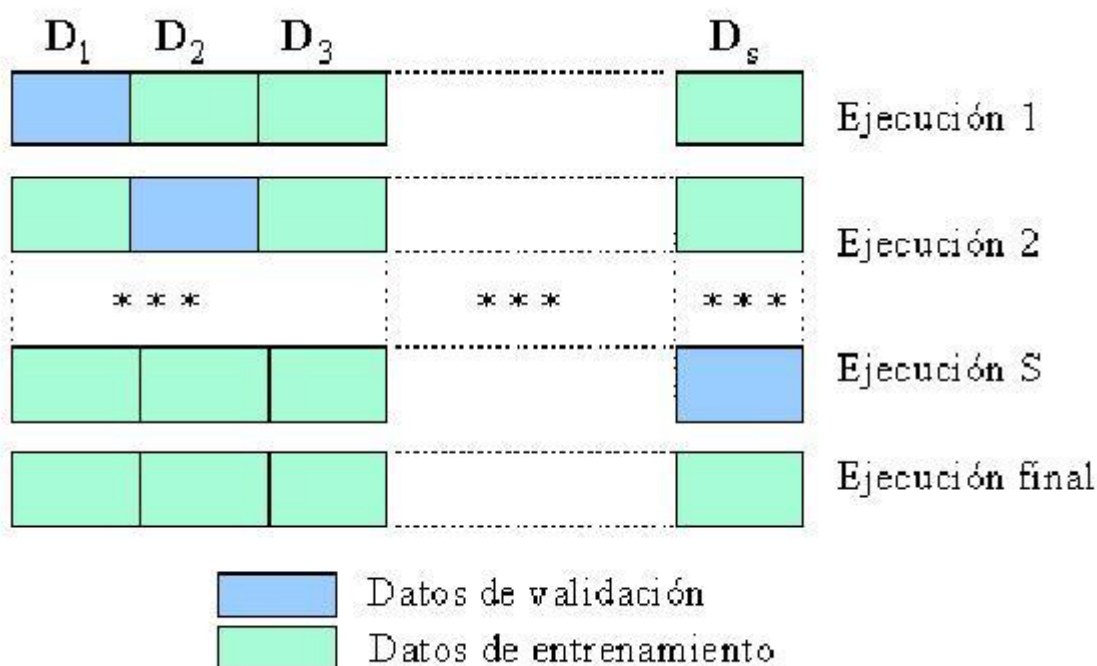 D₁ D₂ D₃ Dₛ
Ejecución 1
Ejecución 2
* * * * * * * * *
Ejecución S
Ejecución final
Datos de validación
Datos de entrenamiento